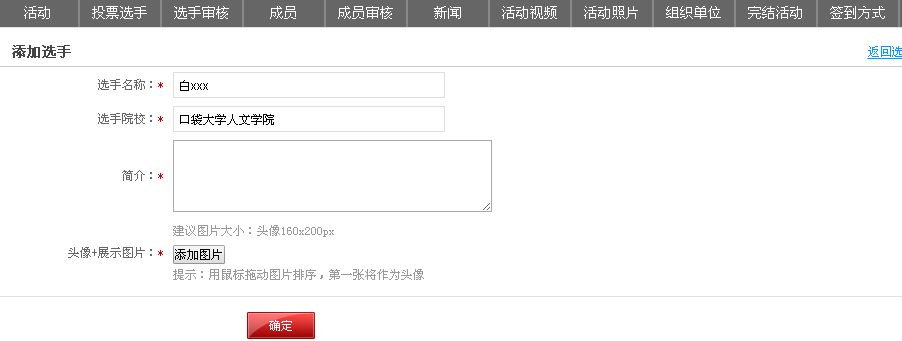 活动 投票选手 选手审核 成员 成员审核 新闻 活动视频 活动照片 组织单位 完结活动 签到方式
添加选手 返回选
选手名称：* 白xxx
选手院校：* 口袋大学人文学院
简介：*
建议图片大小：头像160x200px
头像+展示图片：* 添加图片
提示：用鼠标拖动图片排序，第一张将作为头像
确定